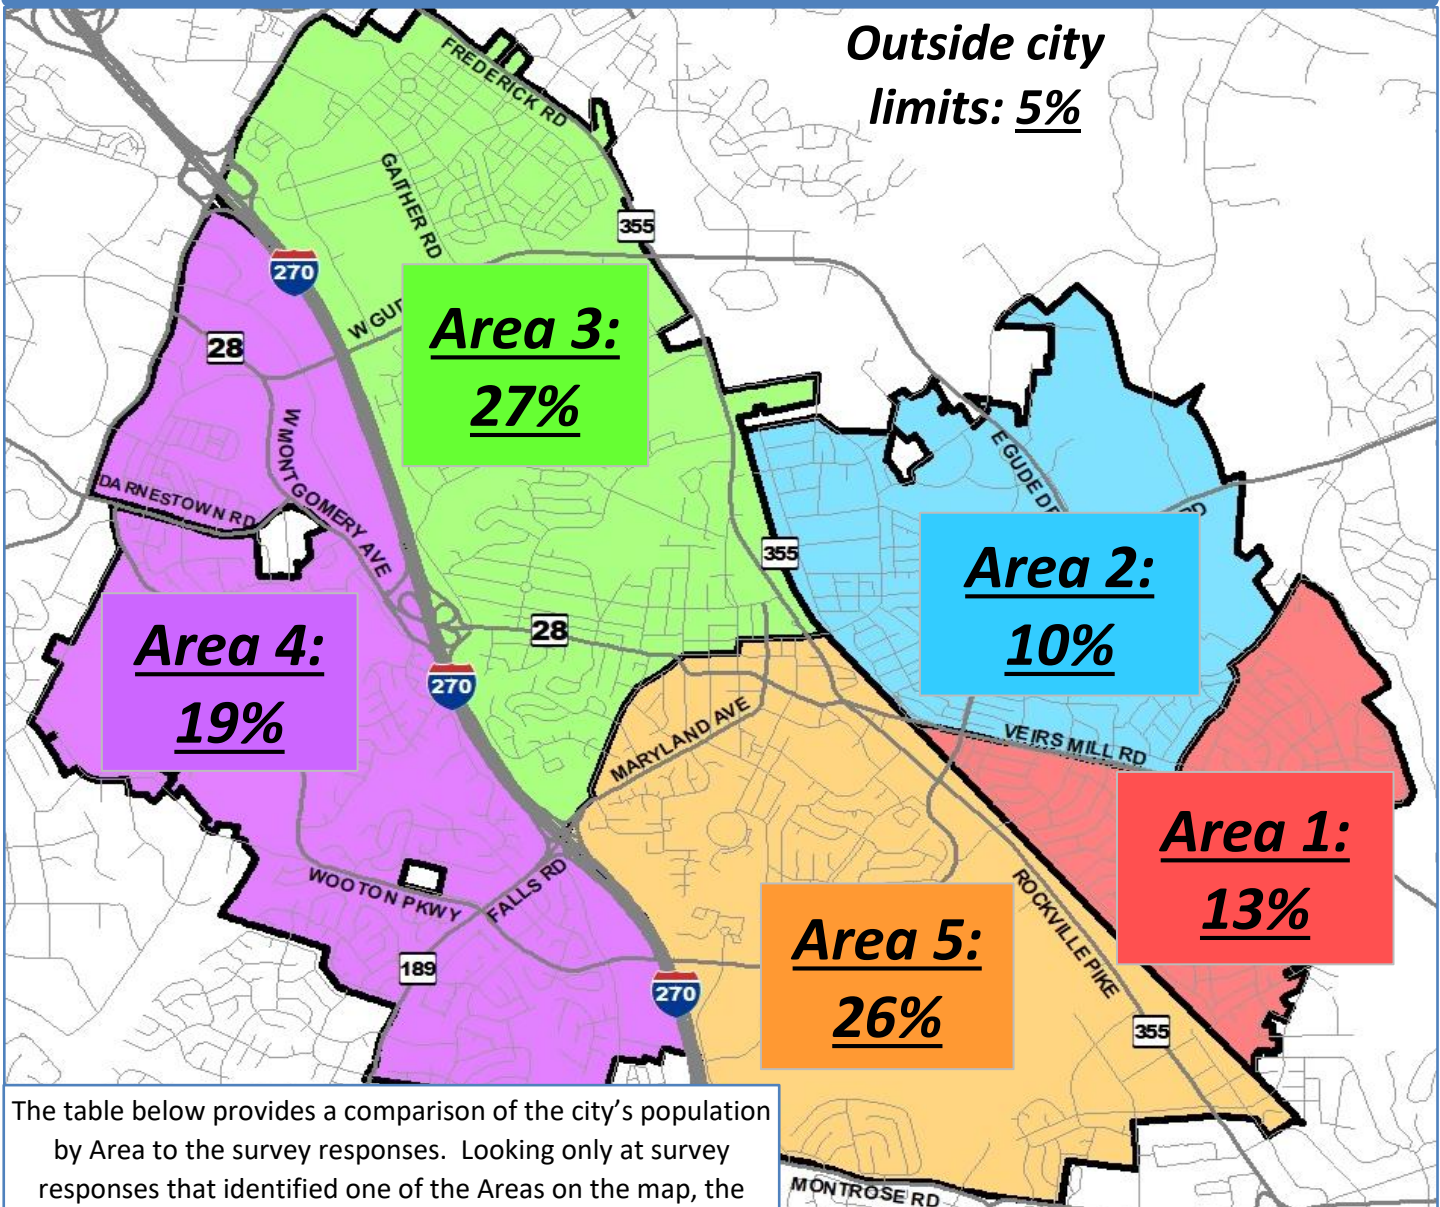 Outside city
limits: 5%
FREDERICK RD
GAITHER RD
355
270
W GUD
Area 3:
27%
28
W MONTGOMERY AVE
DARNESTOWN RD
E GUDE DR
RD
355
Area 2:
10%
28
Area 4:
19%
270
MARYLAND AVE
VEIRS MILL RD
Area 1:
13%
WOOTON PKWY
FALLS RD
ROCKVILLE PIKE
Area 5:
26%
189
270
355
The table below provides a comparison of the city’s population
by Area to the survey responses.  Looking only at survey
responses that identified one of the Areas on the map, the
MONTROSE RD